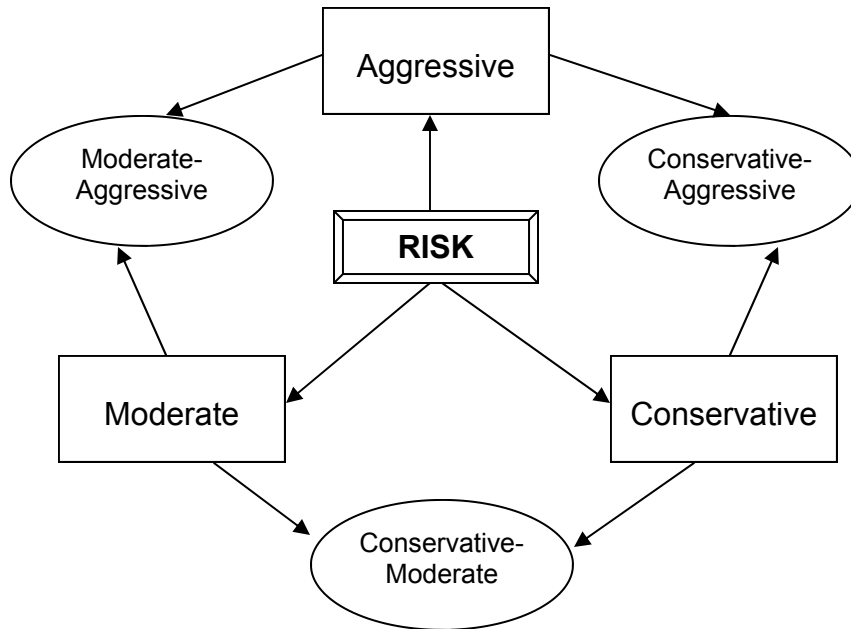 Aggressive
Moderate-
Aggressive
Conservative-
Aggressive
RISK
Moderate
Conservative
Conservative-
Moderate